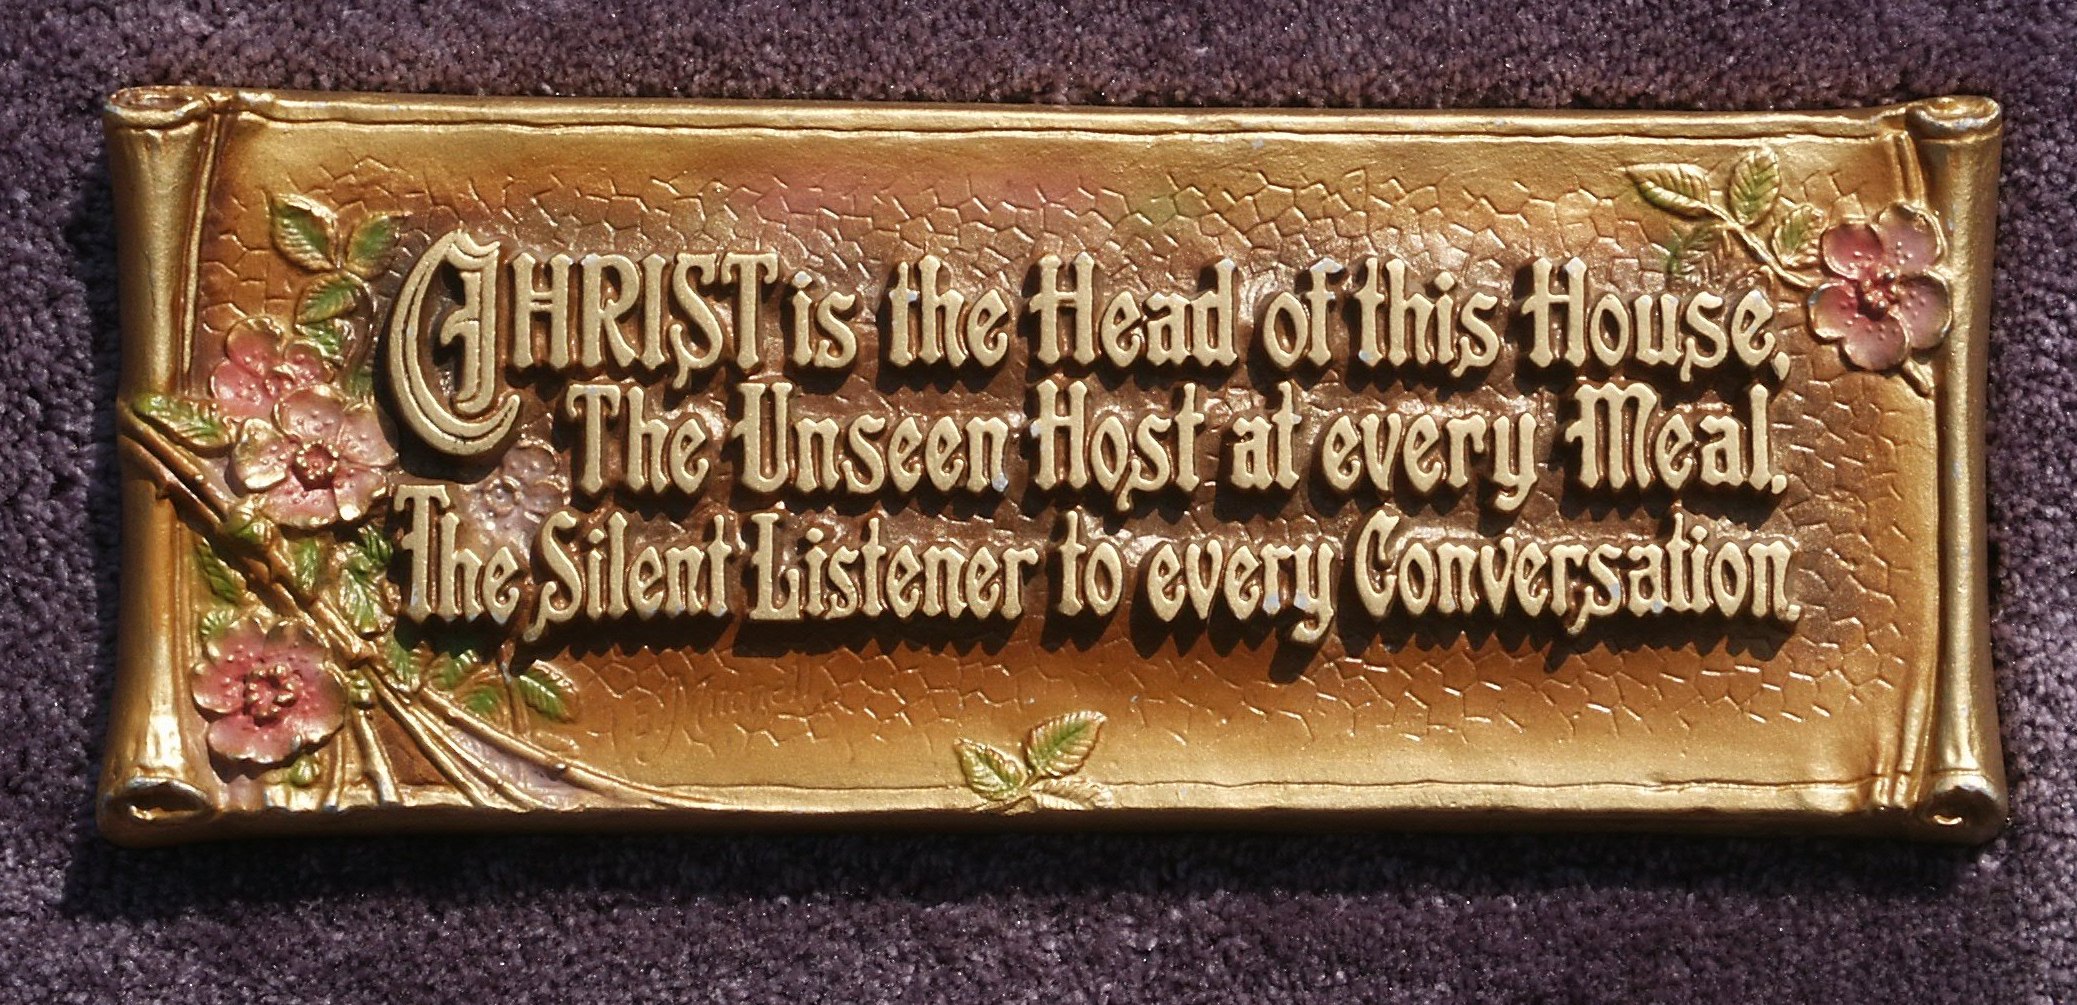 CHRIST is the Head of this House,
The Unseen Host at every Meal,
The Silent Listener to every Conversation